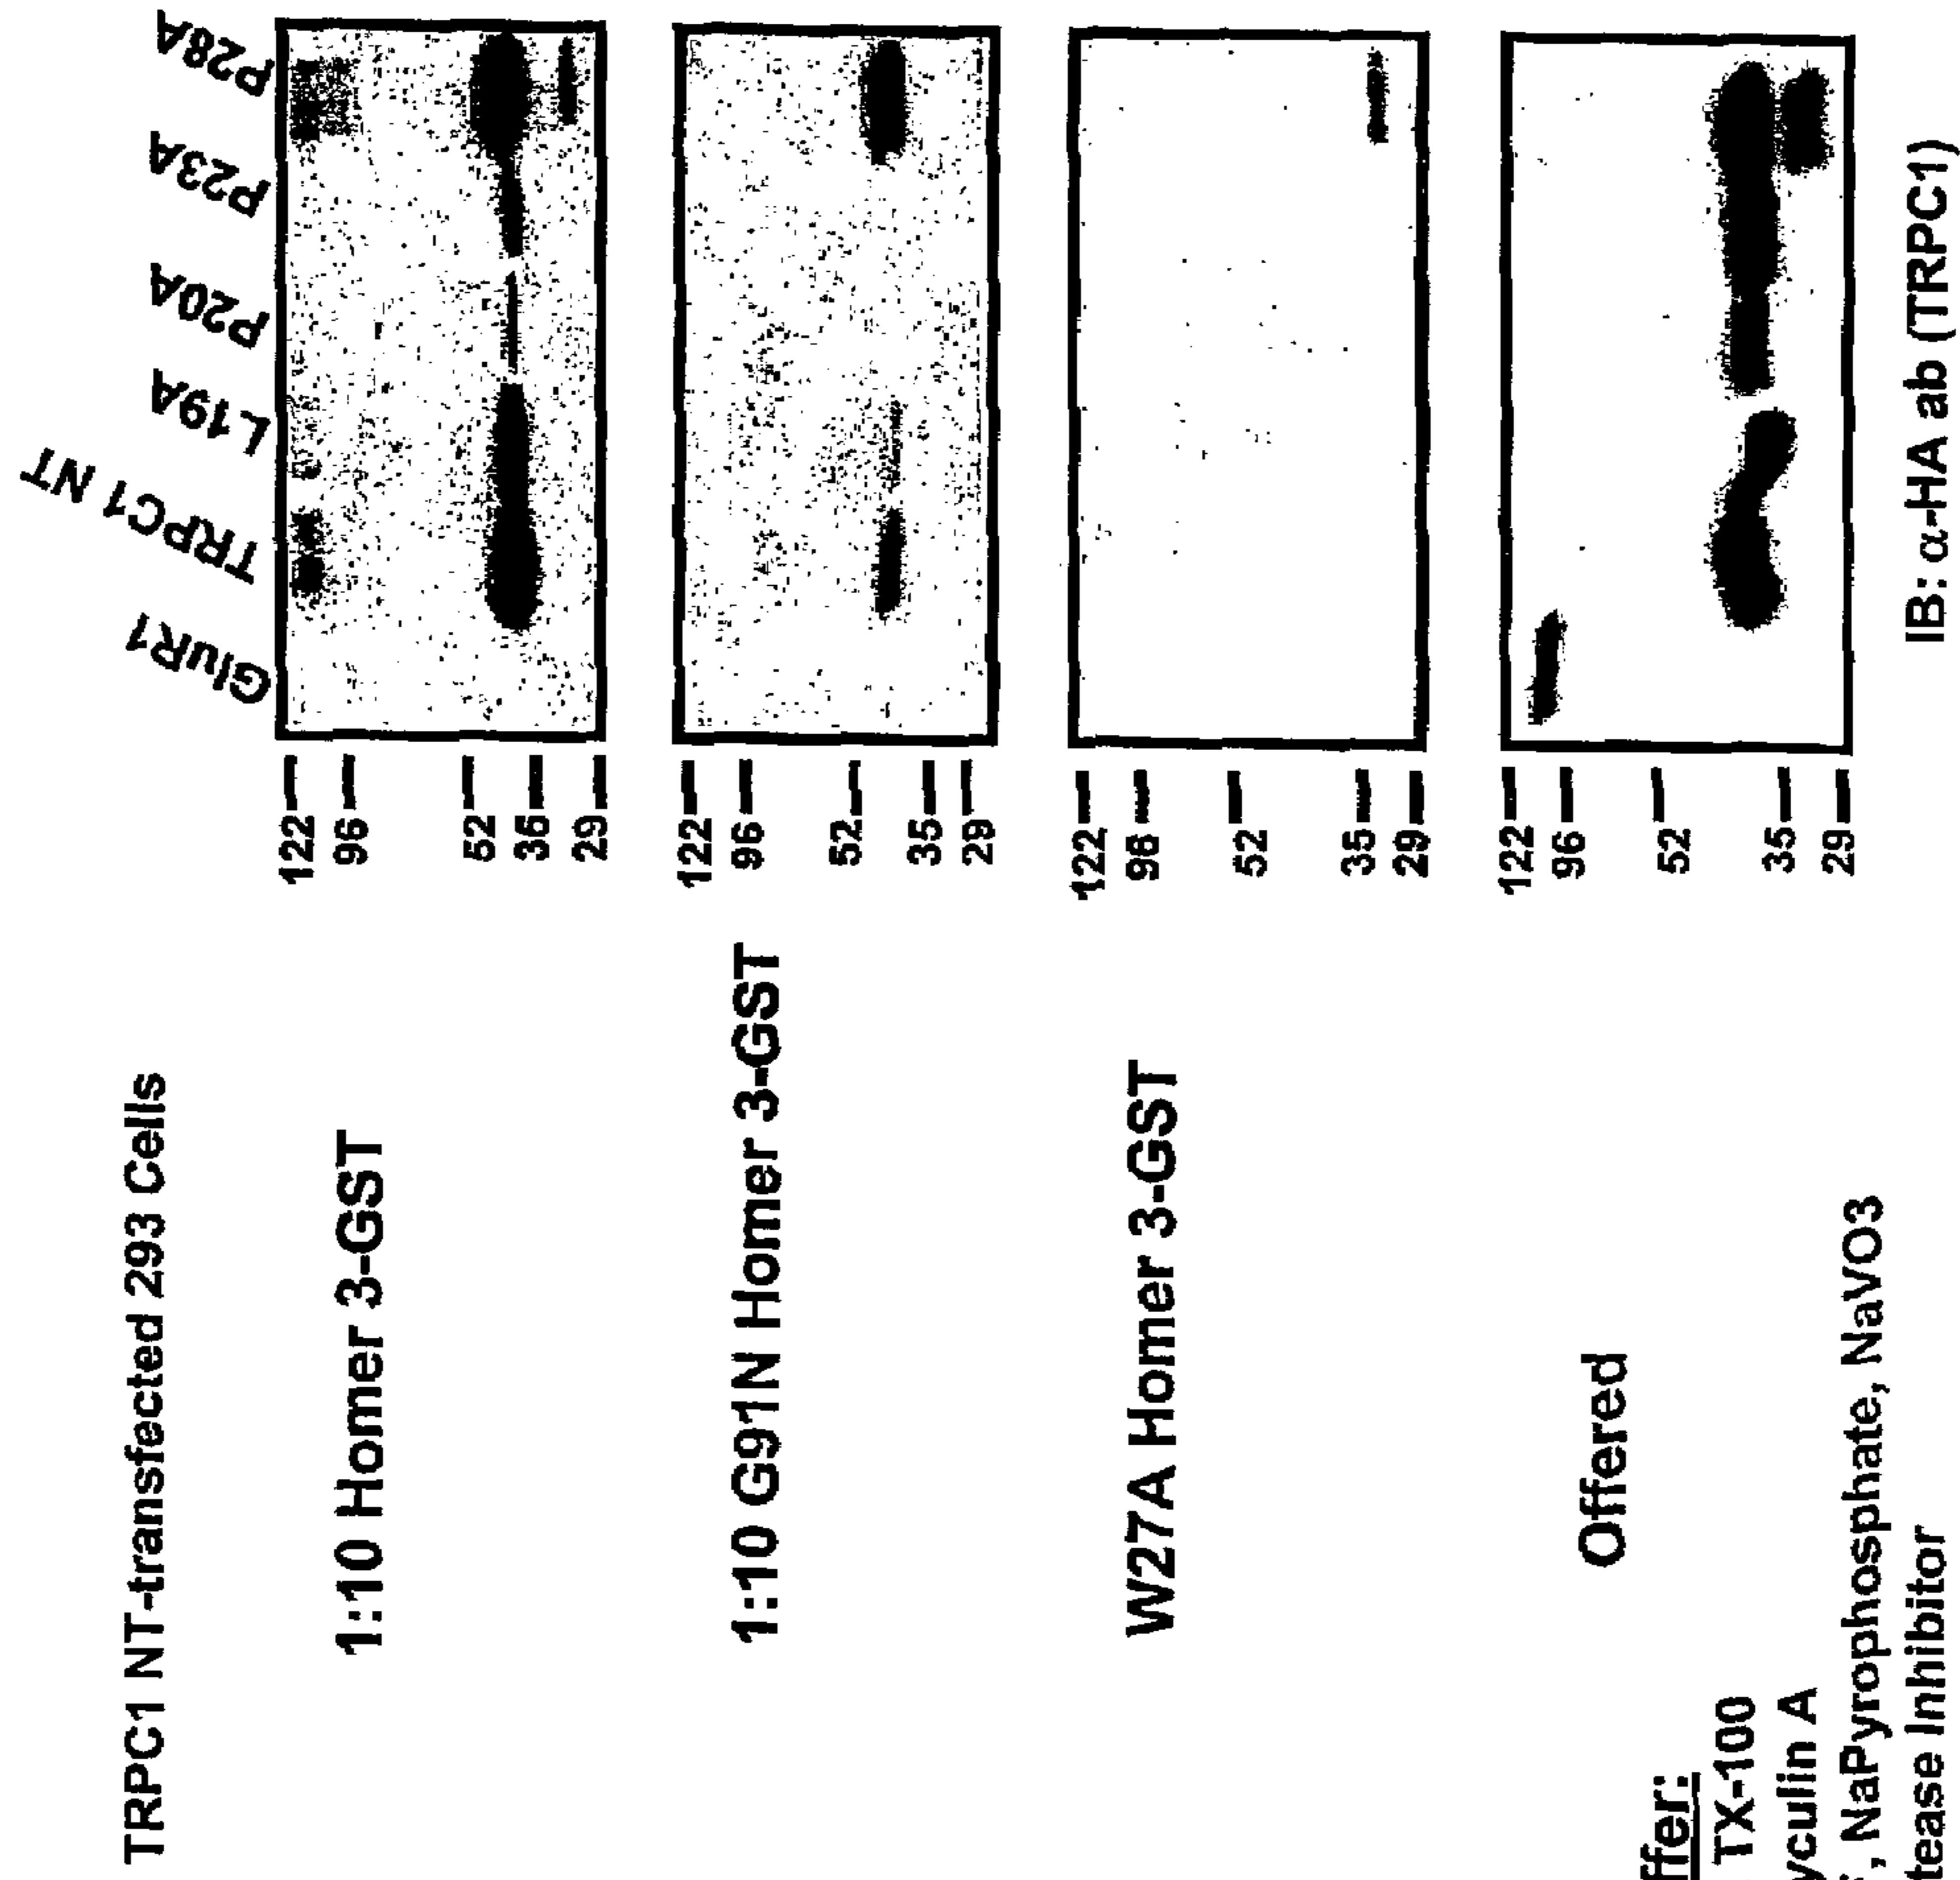 TRPC1 NT-transfected 293 Cells
GluR1
TRPC1 NT
L19A
P20A
P23A
P28A
1:10 Homer 3-GST
122
96
52
36
29
1:10 G91N Homer 3-GST
122
96
52
35
29
W27A Homer 3-GST
122
98
52
35
29
Offered
122
96
52
35
29
IB: α-HA ab (TRPC1)
ffer:
TX-100
yculin A
, NaPyrophosphate, NaVO3
tease Inhibitor